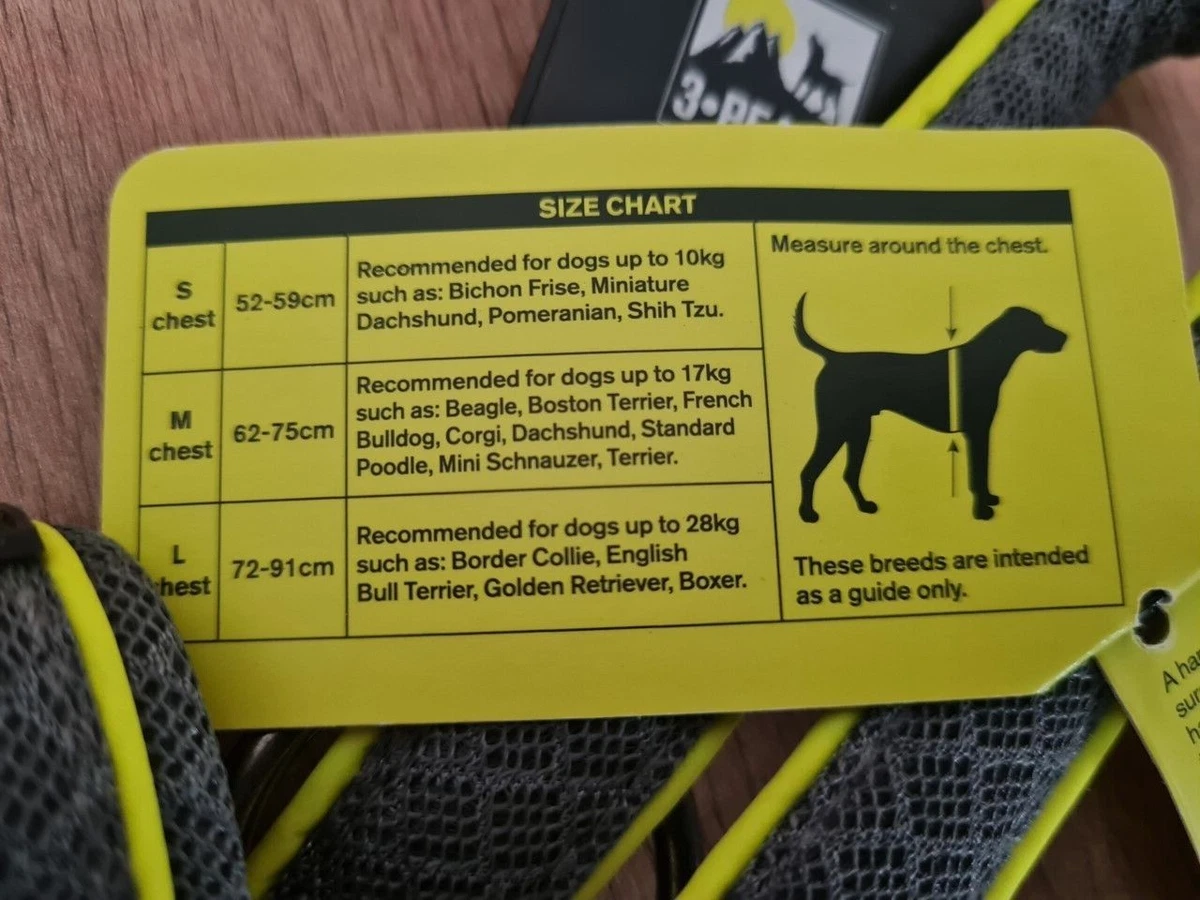 3•
SIZE CHART
S
chest
52-59cm
Recommended for dogs up to 10kg
such as: Bichon Frise, Miniature
Dachshund, Pomeranian, Shih Tzu.
M
chest
62-75cm
Recommended for dogs up to 17kg
such as: Beagle, Boston Terrier, French
Bulldog, Corgi, Dachshund, Standard
Poodle, Mini Schnauzer, Terrier.
L
hest
72-91cm
Recommended for dogs up to 28kg
such as: Border Collie, English
Bull Terrier, Golden Retriever, Boxer.
Measure around the chest.
These breeds are intended
as a guide only.
A